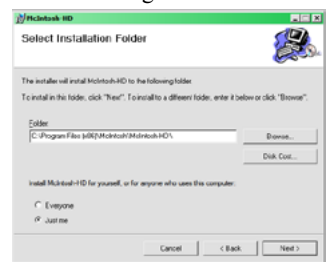 McIntosh-HD
Select Installation Folder
The installer will install McIntosh-HD to the following folder.
To install in this folder, click "Next". To install to a different folder, enter it below or click "Browse".
Folder:
C:\Program Files (x86)\McIntosh\McIntosh-HD\
Browse...
Disk Cost...
Install McIntosh-HD for yourself, or for anyone who uses this computer:
Everyone
Just me
Cancel
< Back
Next >